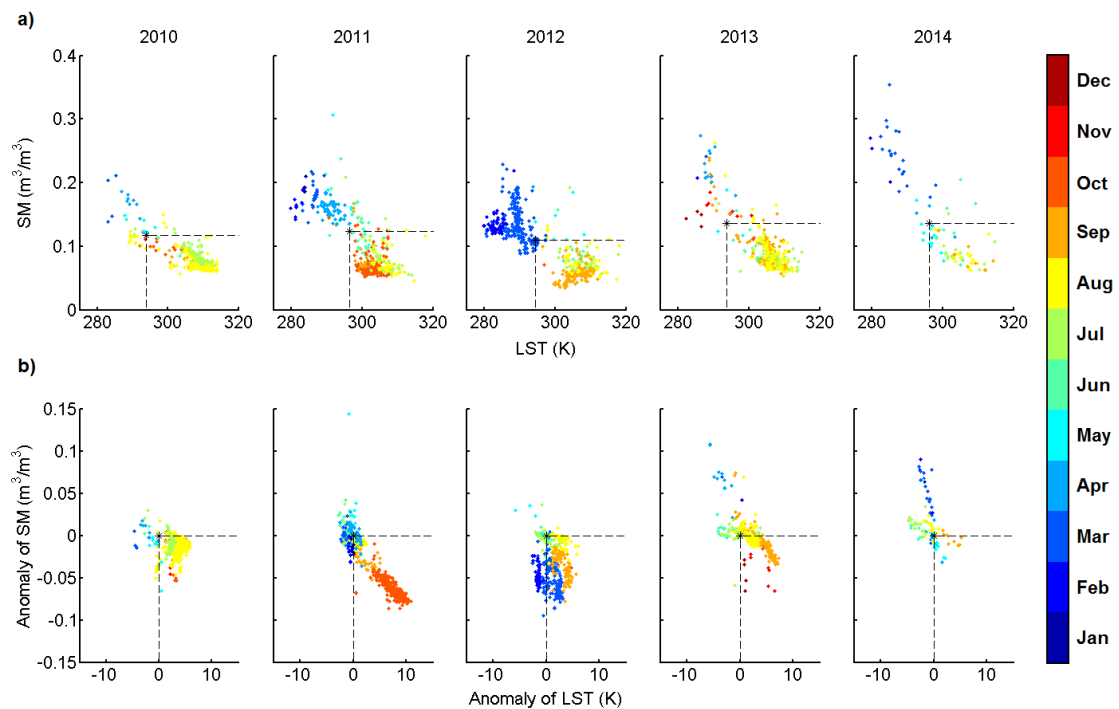 a)
2010 2011 2012 2013 2014
0.4
0.3
0.2
0.1
0
SM (m³/m³)
280 300 320 280 300 320 280 300 320 280 300 320 280 300 320
LST (K)
b)
0.15
0.1
0.05
0
-0.05
-0.1
-0.15
Anomaly of SM (m³/m³)
-10 0 10 -10 0 10 -10 0 10 -10 0 10 -10 0 10
Anomaly of LST (K)
Dec
Nov
Oct
Sep
Aug
Jul
Jun
May
Apr
Mar
Feb
Jan